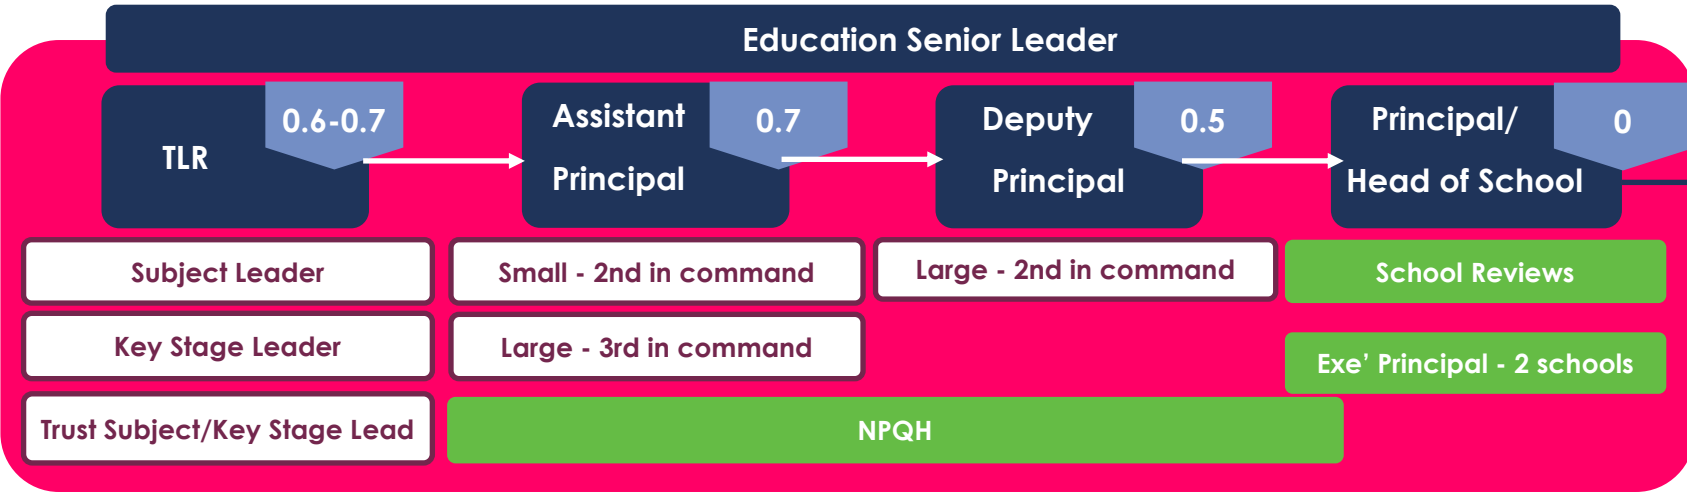 Education Senior Leader
TLR
0.6-0.7
Assistant
Principal
0.7
Deputy
Principal
0.5
Principal/
Head of School
0
Subject Leader
Small - 2nd in command
Large - 2nd in command
School Reviews
Key Stage Leader
Large - 3rd in command
Exe’ Principal - 2 schools
Trust Subject/Key Stage Lead
NPQH